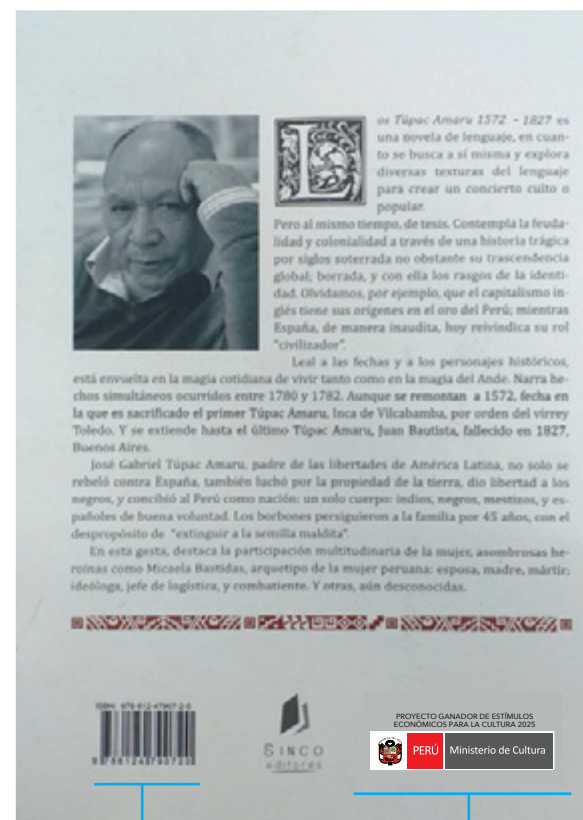 Los Túpac Amaru 1572 - 1827 es
una novela de lenguaje, en cuan-
to se busca a sí misma y explora
diversas texturas del lenguaje
para crear un concierto culto o
popular.
Pero al mismo tiempo, de tesis. Contempla la feuda-
lidad y colonialidad a través de una historia trágica
por siglos soterrada no obstante su trascendencia
global; borrada, y con ella los rasgos de la identi-
dad. Olvidamos, por ejemplo, que el capitalismo in-
glés tiene sus orígenes en el oro del Perú; mientras
España, de manera inaudita, hoy reivindica su rol
"civilizador".
Leal a las fechas y a los personajes históricos,
está envuelta en la magia cotidiana de vivir tanto como en la magia del Ande. Narra he-
chos simultáneos ocurridos entre 1780 y 1782. Aunque se remontan a 1572, fecha en
la que es sacrificado el primer Túpac Amaru, Inca de Vilcabamba, por orden del virrey
Toledo. Y se extiende hasta el último Túpac Amaru, Juan Bautista, fallecido en 1827,
Buenos Aires.
José Gabriel Túpac Amaru, padre de las libertades de América Latina, no solo se
rebeló contra España, también luchó por la propiedad de la tierra, dio libertad a los
negros, y concibió al Perú como nación: un solo cuerpo: indios, negros, mestizos, y es-
pañoles de buena voluntad. Los borbones persiguieron a la familia por 45 años, con el
despropósito de "extinguir a la semilla maldita".
En esta gesta, destaca la participación multitudinaria de la mujer, asombrosas he-
roínas como Micaela Bastidas, arquetipo de la mujer peruana: esposa, madre, mártir;
ideóloga, jefe de logística, y combatiente. Y otras, aún desconocidas.
ISBN: 978-612-47907-2-0
9 786124 790720
SINCO
editores
PROYECTO GANADOR DE ESTÍMULOS
ECONÓMICOS PARA LA CULTURA 2025
PERÚ Ministerio de Cultura